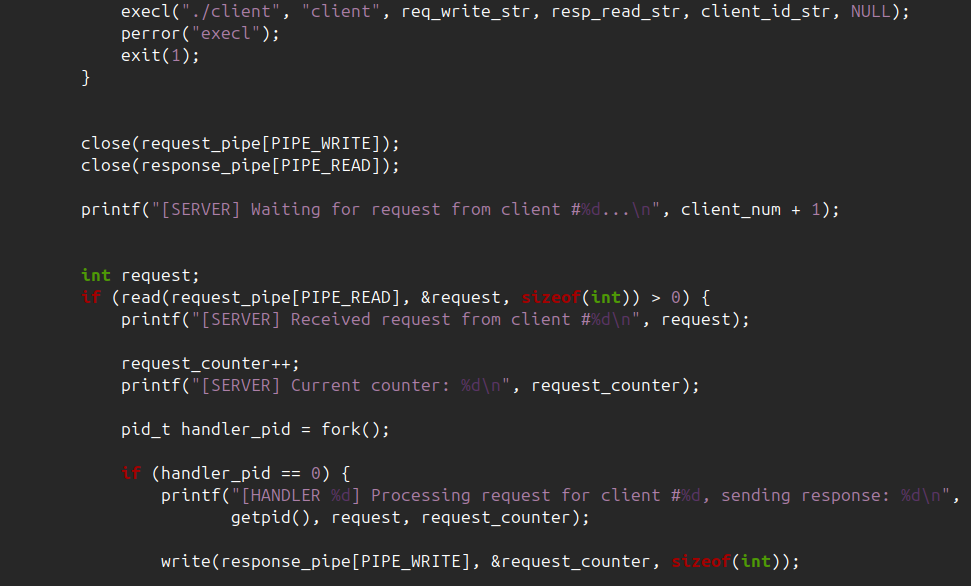 execl("./client", "client", req_write_str, resp_read_str, client_id_str, NULL);
perror("execl");
exit(1);
}
close(request_pipe[PIPE_WRITE]);
close(response_pipe[PIPE_READ]);
printf("[SERVER] Waiting for request from client #%d...\n", client_num + 1);
int request;
if (read(request_pipe[PIPE_READ], &request, sizeof(int)) > 0) {
printf("[SERVER] Received request from client #%d\n", request);
request_counter++;
printf("[SERVER] Current counter: %d\n", request_counter);
pid_t handler_pid = fork();
if (handler_pid == 0) {
printf("[HANDLER %d] Processing request for client #%d, sending response: %d\n",
getpid(), request, request_counter);
write(response_pipe[PIPE_WRITE], &request_counter, sizeof(int));